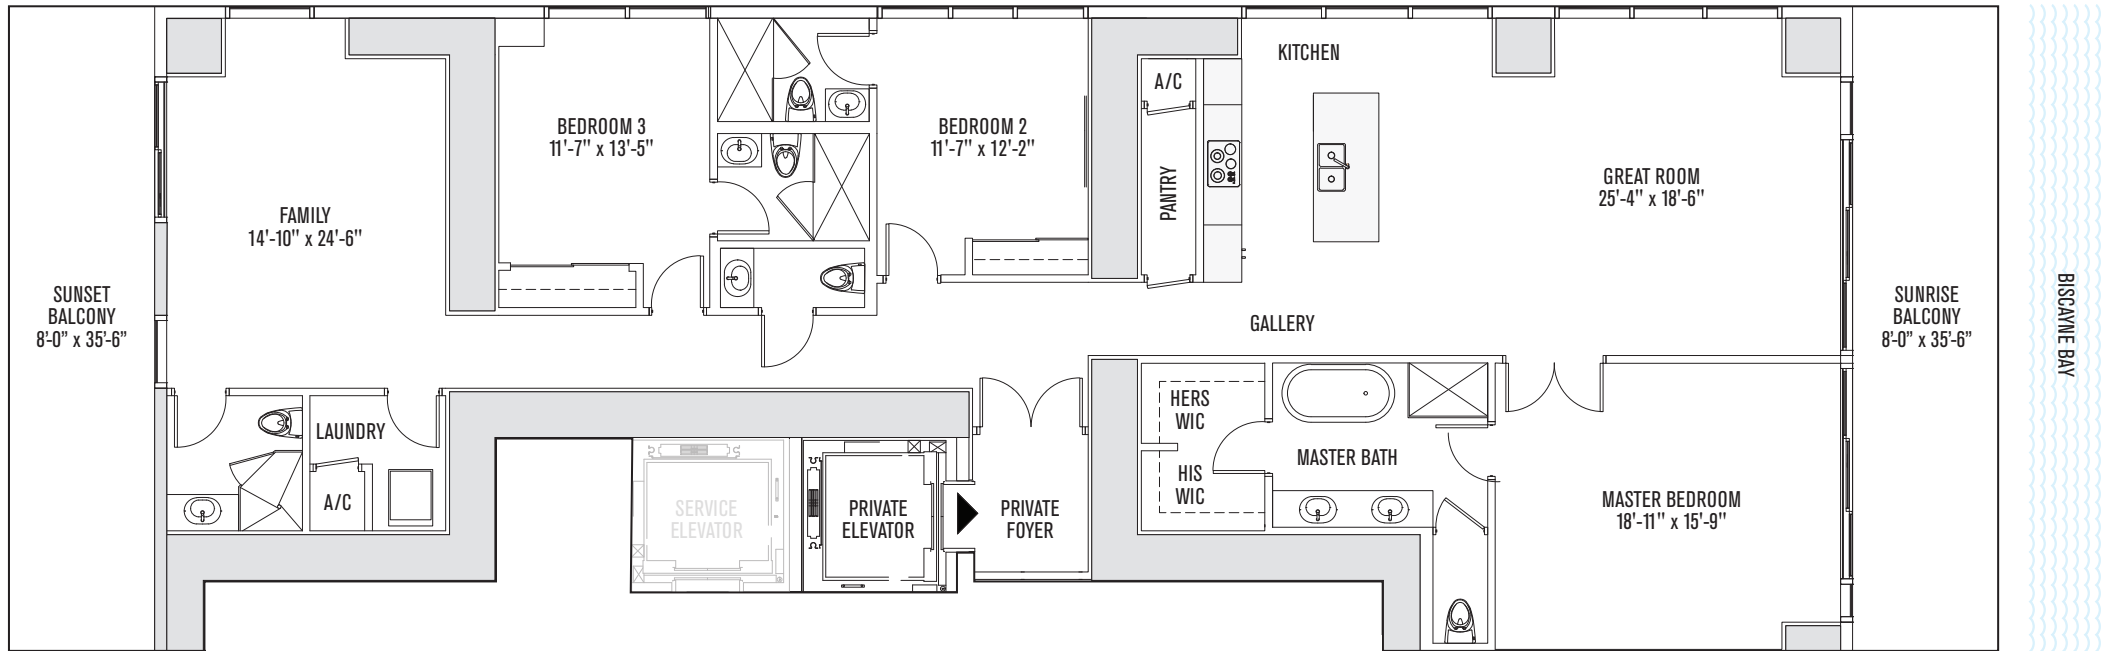 SUNSET
BALCONY
8'-0" x 35'-6"
FAMILY
14'-10" x 24'-6"
LAUNDRY
A/C
BEDROOM 3
11'-7" x 13'-5"
BEDROOM 2
11'-7" x 12'-2"
A/C
PANTRY
KITCHEN
GREAT ROOM
25'-4" x 18'-6"
GALLERY
SERVICE
ELEVATOR
PRIVATE
ELEVATOR
PRIVATE
FOYER
HERS
WIC
HIS
WIC
MASTER BATH
MASTER BEDROOM
18'-11" x 15'-9"
SUNRISE
BALCONY
8'-0" x 35'-6"
BISCAYNE BAY